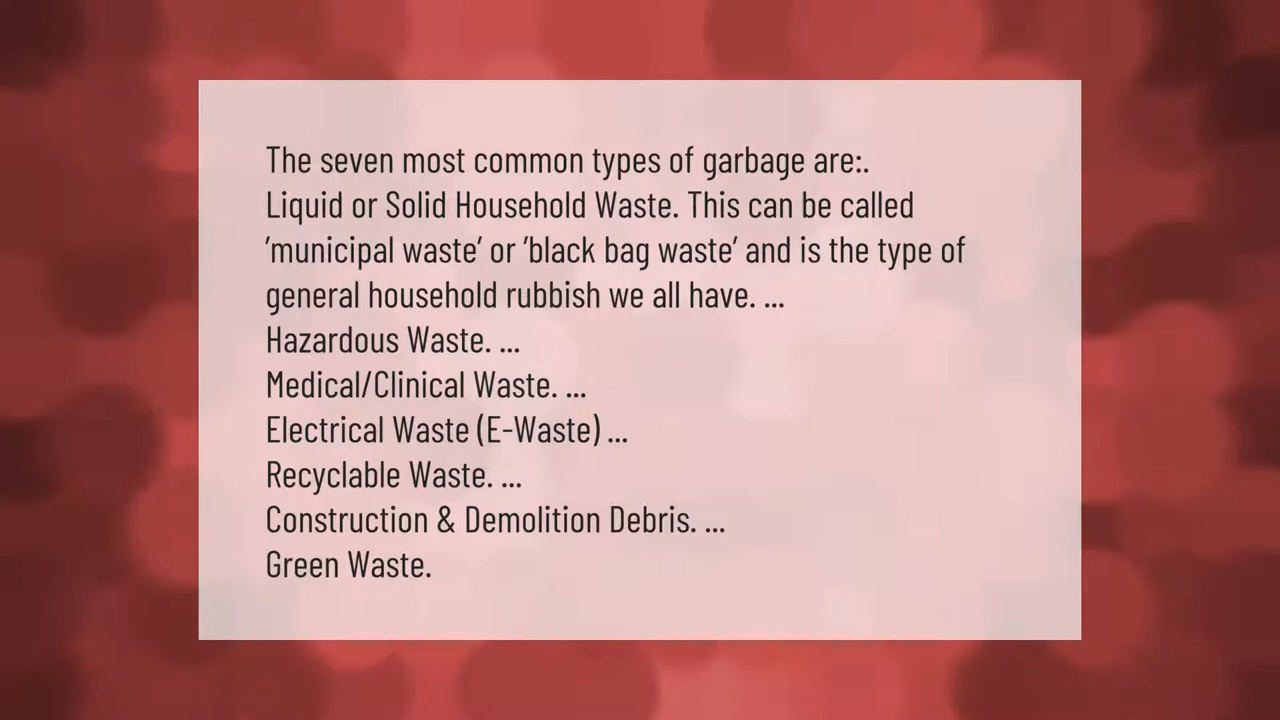 The seven most common types of garbage are:.
Liquid or Solid Household Waste. This can be called
’municipal waste’ or ’black bag waste’ and is the type of
general household rubbish we all have. ...
Hazardous Waste. ...
Medical/Clinical Waste. ...
Electrical Waste (E-Waste) ...
Recyclable Waste. ...
Construction & Demolition Debris. ...
Green Waste.